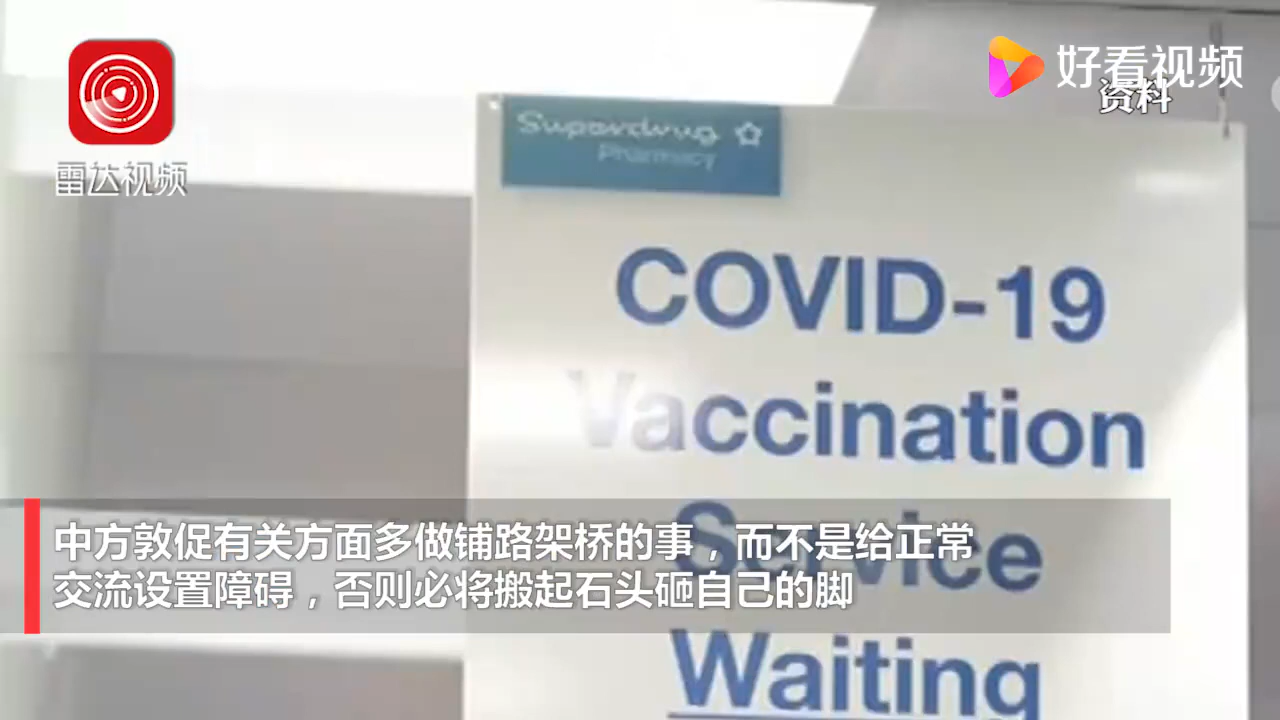 雷达视频
好看视频
资料
Superdrug
Pharmacy
COVID-19
Vaccination
Service
Waiting
中方敦促有关方面多做铺路架桥的事，而不是给正常
交流设置障碍，否则必将搬起石头砸自己的脚